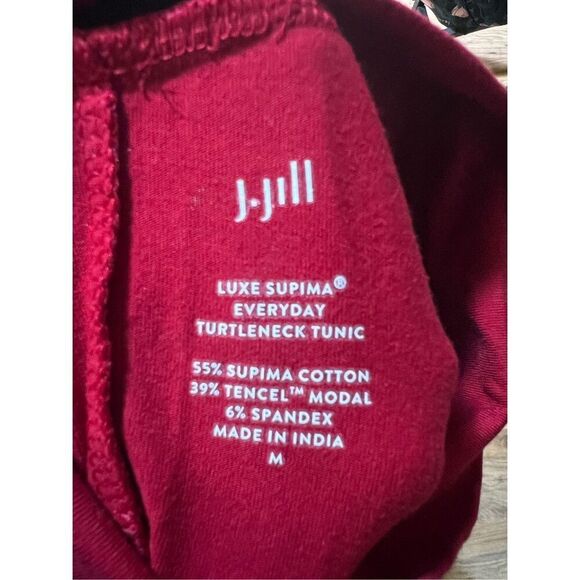 J.Jill
LUXE SUPIMA®
EVERYDAY
TURTLENECK TUNIC
55% SUPIMA COTTON
39% TENCEL™ MODAL
6% SPANDEX
MADE IN INDIA
M